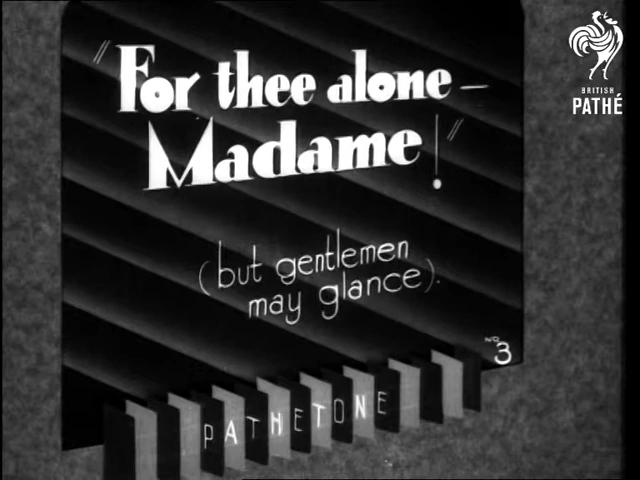 "For thee alone—
Madame!"
(but gentlemen
may glance).
NO. 3
PATHETONE
BRITISH
PATHÉ